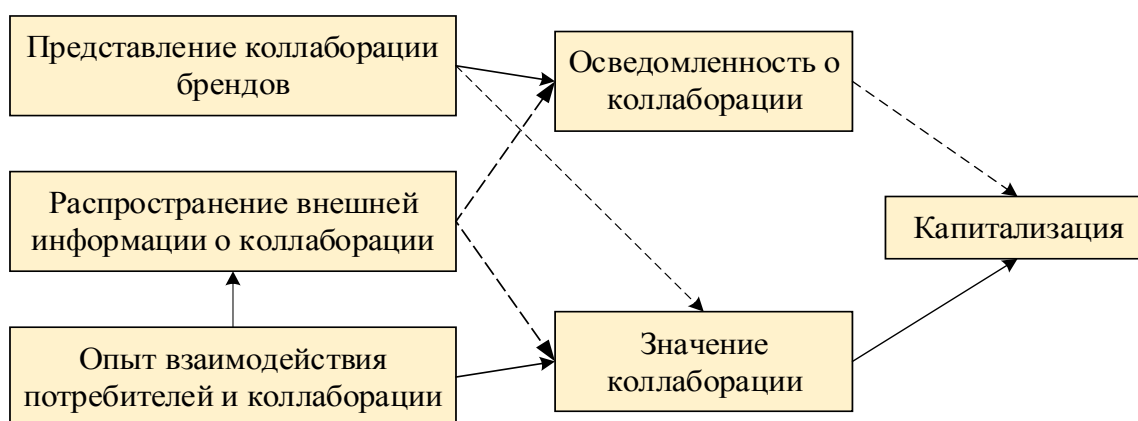 Представление коллаборации
брендов
Осведомленность о
коллаборации
Распространение внешней
информации о коллаборации
Капитализация
Опыт взаимодействия
потребителей и коллаборации
Значение
коллаборации